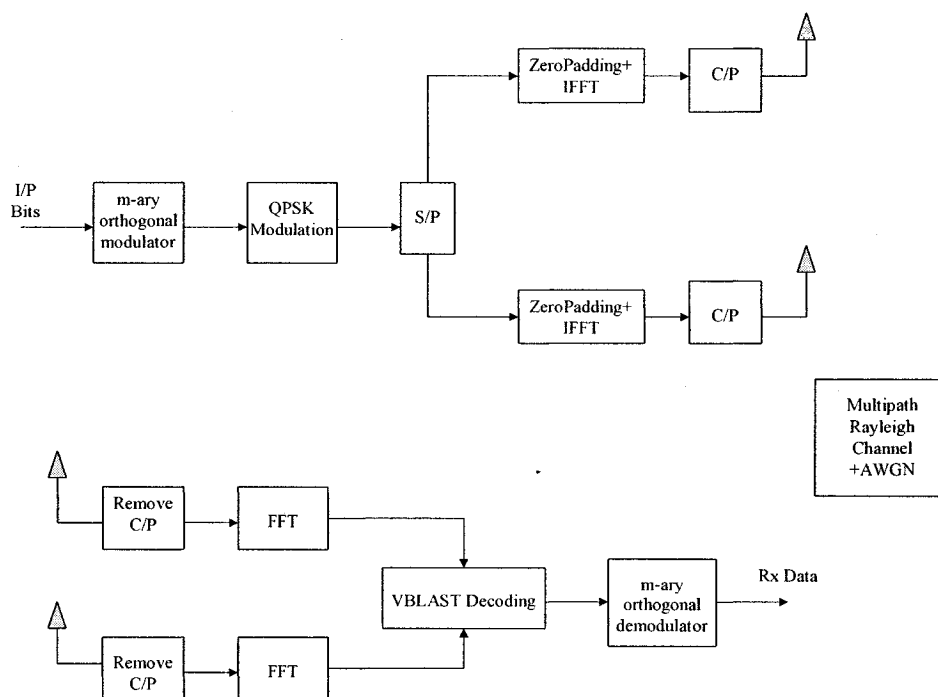 ZeroPadding+
IFFT
C/P
I/P
Bits
m-ary
orthogonal
modulator
QPSK
Modulation
S/P
ZeroPadding+
IFFT
C/P
Multipath
Rayleigh
Channel
+AWGN
Remove
C/P
FFT
VBLAST Decoding
m-ary
orthogonal
demodulator
Rx Data
Remove
C/P
FFT